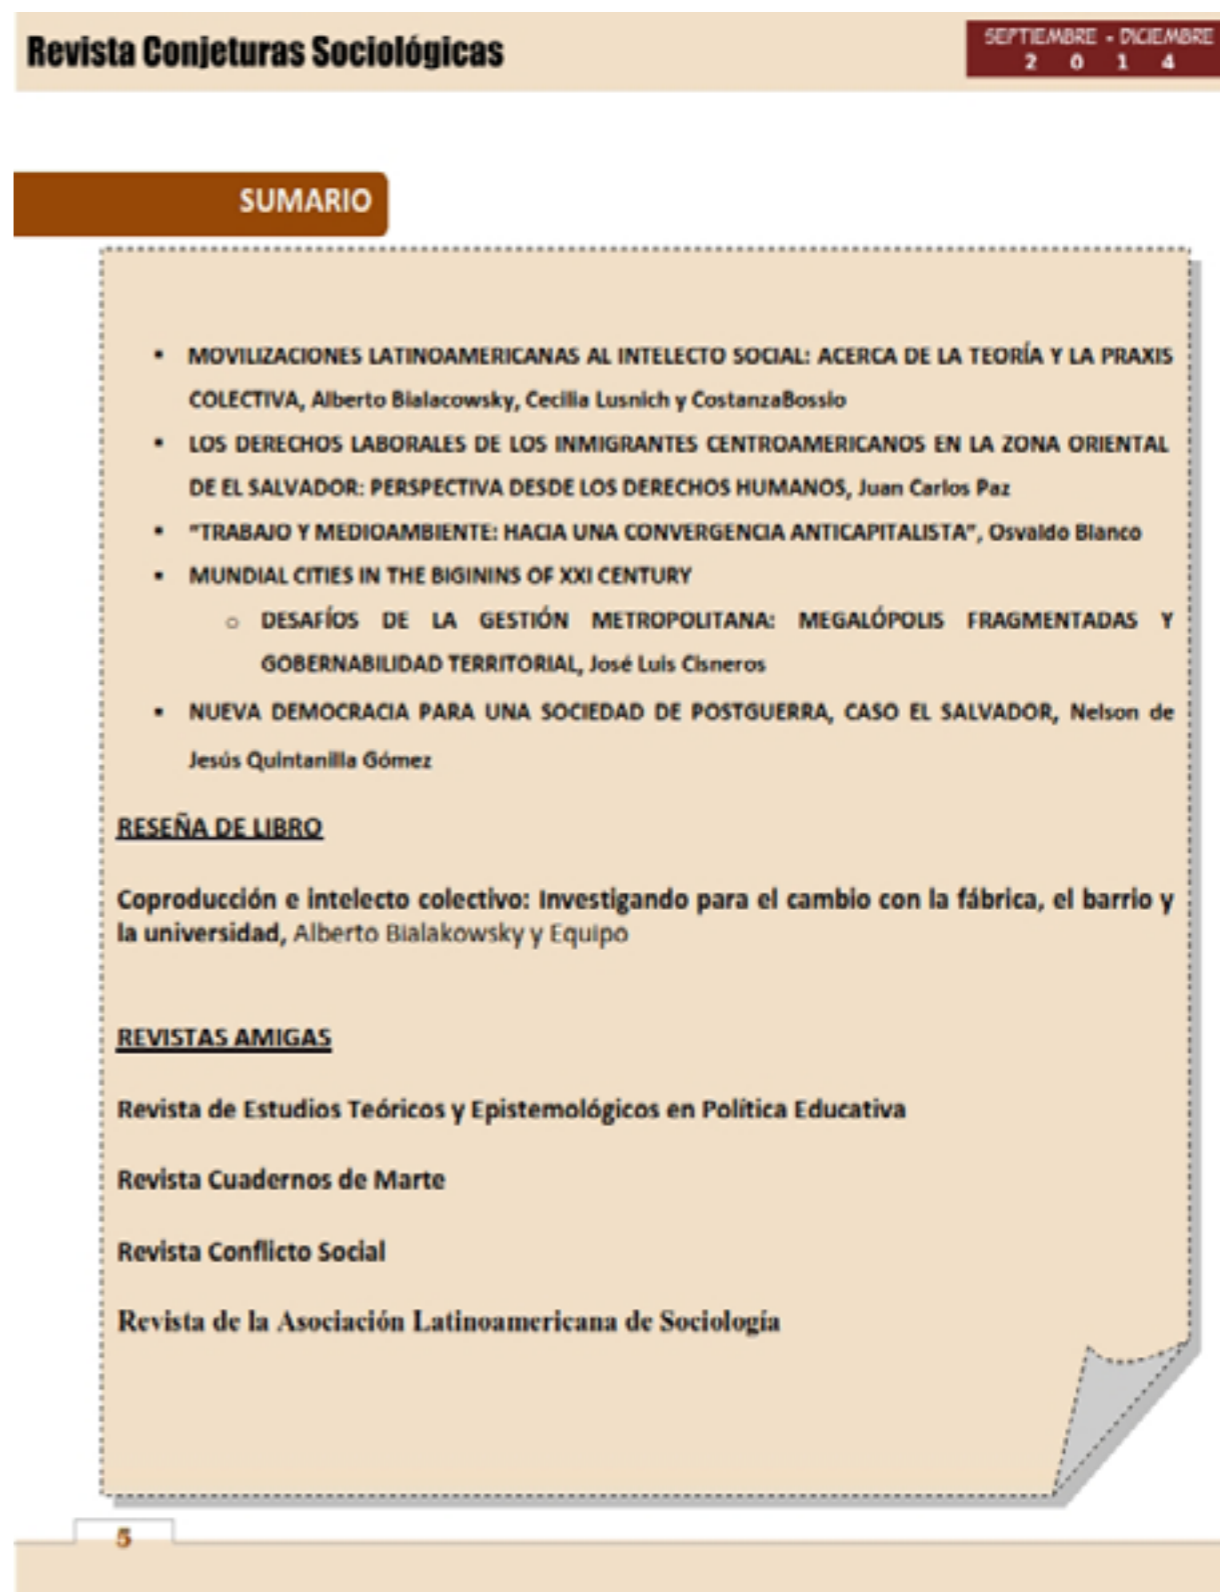 Revista Conjeturas Sociológicas
SEPTIEMBRE - DICIEMBRE
2 0 1 4
SUMARIO
▪ MOVILIZACIONES LATINOAMERICANAS AL INTELECTO SOCIAL: ACERCA DE LA TEORÍA Y LA PRAXIS
COLECTIVA, Alberto Bialacowsky, Cecilia Lusnich y CostanzaBossio
▪ LOS DERECHOS LABORALES DE LOS INMIGRANTES CENTROAMERICANOS EN LA ZONA ORIENTAL
DE EL SALVADOR: PERSPECTIVA DESDE LOS DERECHOS HUMANOS, Juan Carlos Paz
▪ "TRABAJO Y MEDIOAMBIENTE: HACIA UNA CONVERGENCIA ANTICAPITALISTA", Osvaldo Blanco
▪ MUNDIAL CITIES IN THE BIGININS OF XXI CENTURY
○ DESAFÍOS DE LA GESTIÓN METROPOLITANA: MEGALÓPOLIS FRAGMENTADAS Y
GOBERNABILIDAD TERRITORIAL, José Luis Cisneros
▪ NUEVA DEMOCRACIA PARA UNA SOCIEDAD DE POSTGUERRA, CASO EL SALVADOR, Nelson de
Jesús Quintanilla Gómez
RESEÑA DE LIBRO
Coproducción e intelecto colectivo: Investigando para el cambio con la fábrica, el barrio y
la universidad, Alberto Bialakowsky y Equipo
REVISTAS AMIGAS
Revista de Estudios Teóricos y Epistemológicos en Política Educativa
Revista Cuadernos de Marte
Revista Conflicto Social
Revista de la Asociación Latinoamericana de Sociología
5